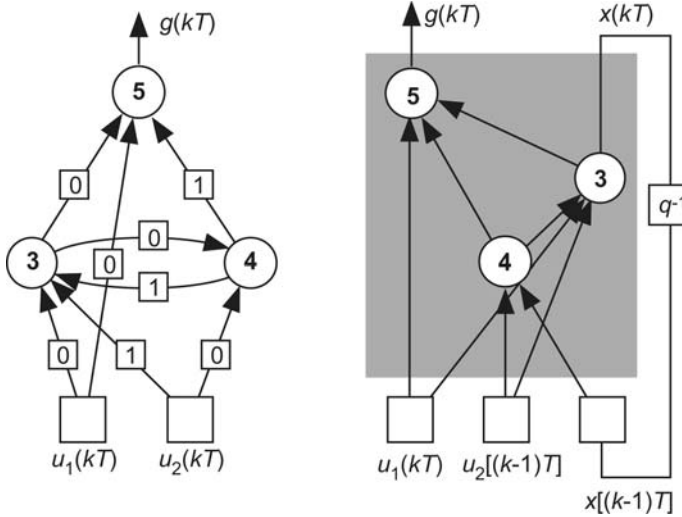 g(kT)
5
0
1
0
3
0
4
1
0
1
0
u₁(kT)
u₂(kT)
g(kT)
x(kT)
5
3
q⁻¹
4
u₁(kT)
u₂[(k-1)T]
x[(k-1)T]